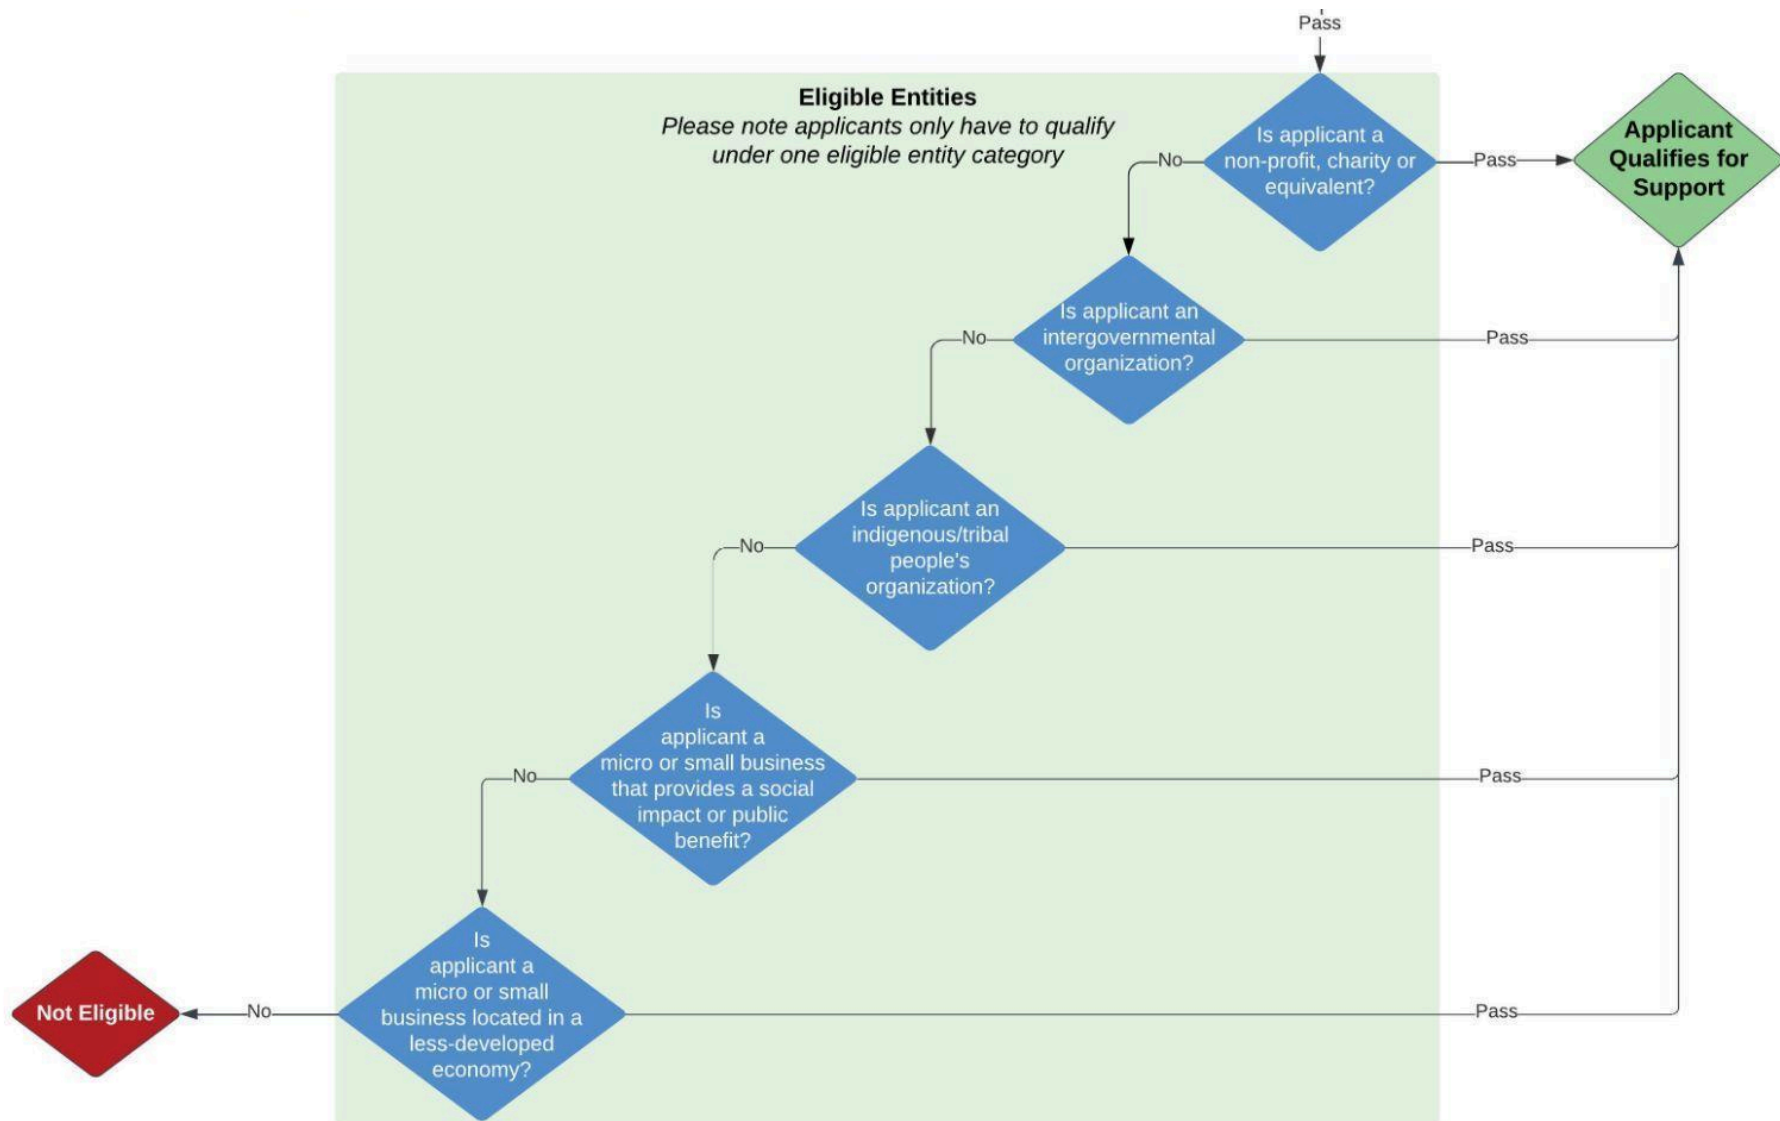 Pass
Eligible Entities
Please note applicants only have to qualify
under one eligible entity category
Is applicant a
non-profit, charity or
equivalent?
No
Pass
Applicant
Qualifies for
Support
Is applicant an
intergovernmental
organization?
No
Pass
Is applicant an
indigenous/tribal
people's
organization?
No
Pass
Is
applicant a
micro or small business
that provides a social
impact or public
benefit?
No
Pass
Is
applicant a
micro or small
business located in a
less-developed
economy?
No
Pass
Not Eligible